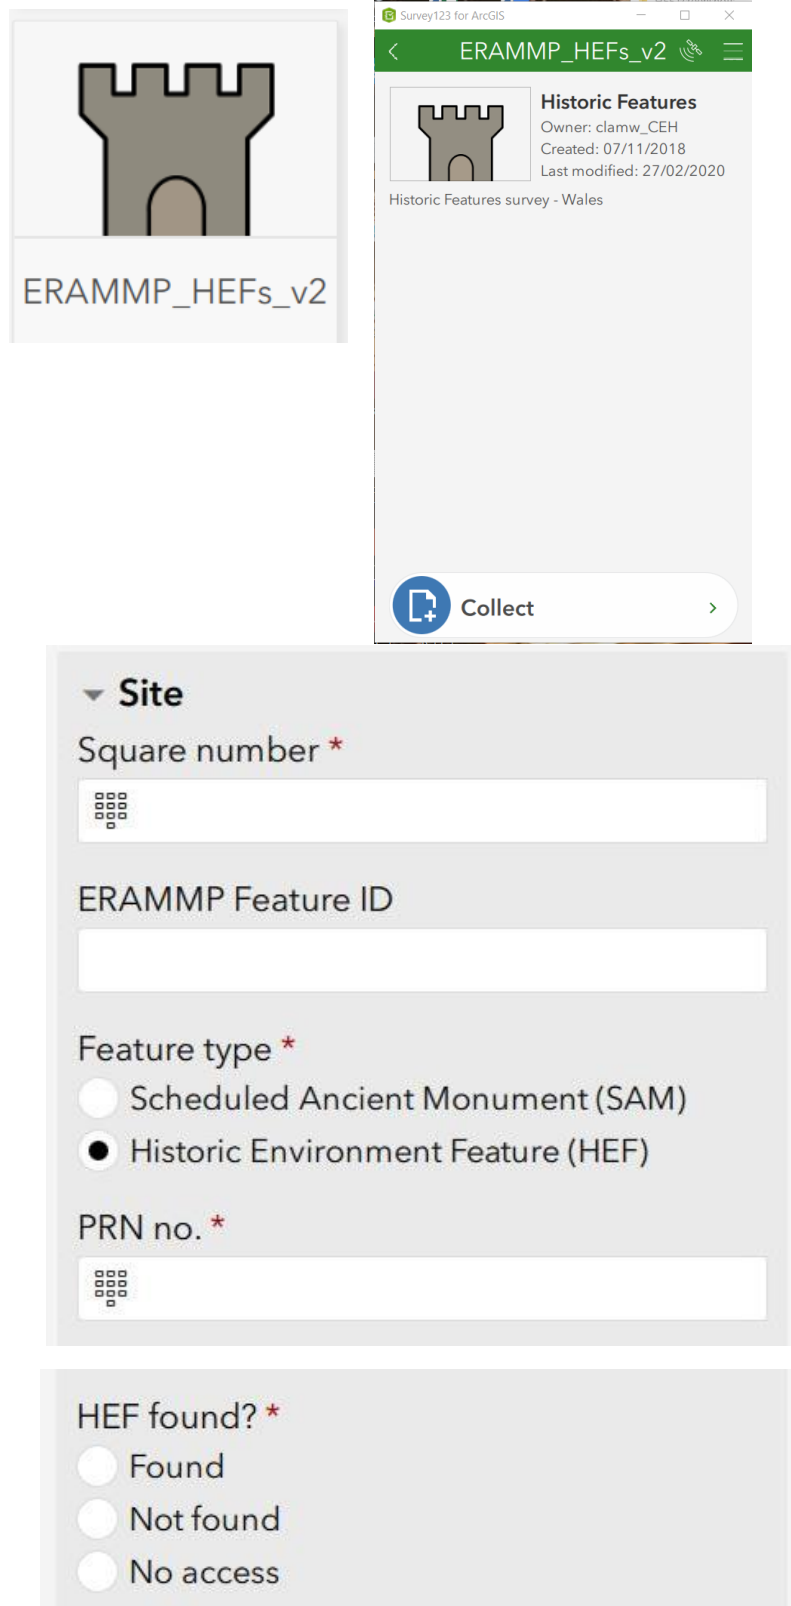 ERAMMP_HEFs_v2
Survey123 for ArcGIS
ERAMMP_HEFs_v2
Historic Features
Owner: clamw_CEH
Created: 07/11/2018
Last modified: 27/02/2020
Historic Features survey - Wales
Collect
Site
Square number *
ERAMMP Feature ID
Feature type *
Scheduled Ancient Monument (SAM)
Historic Environment Feature (HEF)
PRN no. *
HEF found? *
Found
Not found
No access